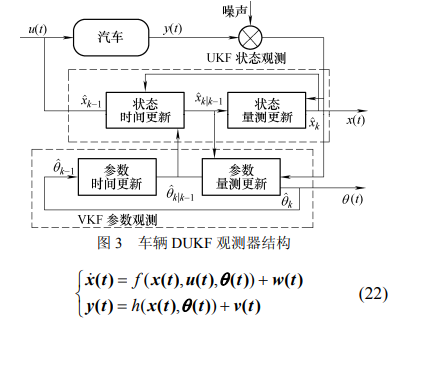 噪声
u(t)
汽车
y(t)
UKF 状态观测
x̂ₖ₋₁
状态
时间更新
x̂ₖ|ₖ₋₁
状态
量测更新
x̂ₖ
x(t)
θ̂ₖ₋₁
参数
时间更新
θ̂ₖ|ₖ₋₁
参数
量测更新
θ̂ₖ
θ(t)
VKF 参数观测
图 3 车辆 DUKF 观测器结构
ẋ(t) = f(x(t),u(t),θ(t)) + w(t)
y(t) = h(x(t),θ(t)) + v(t)
(22)